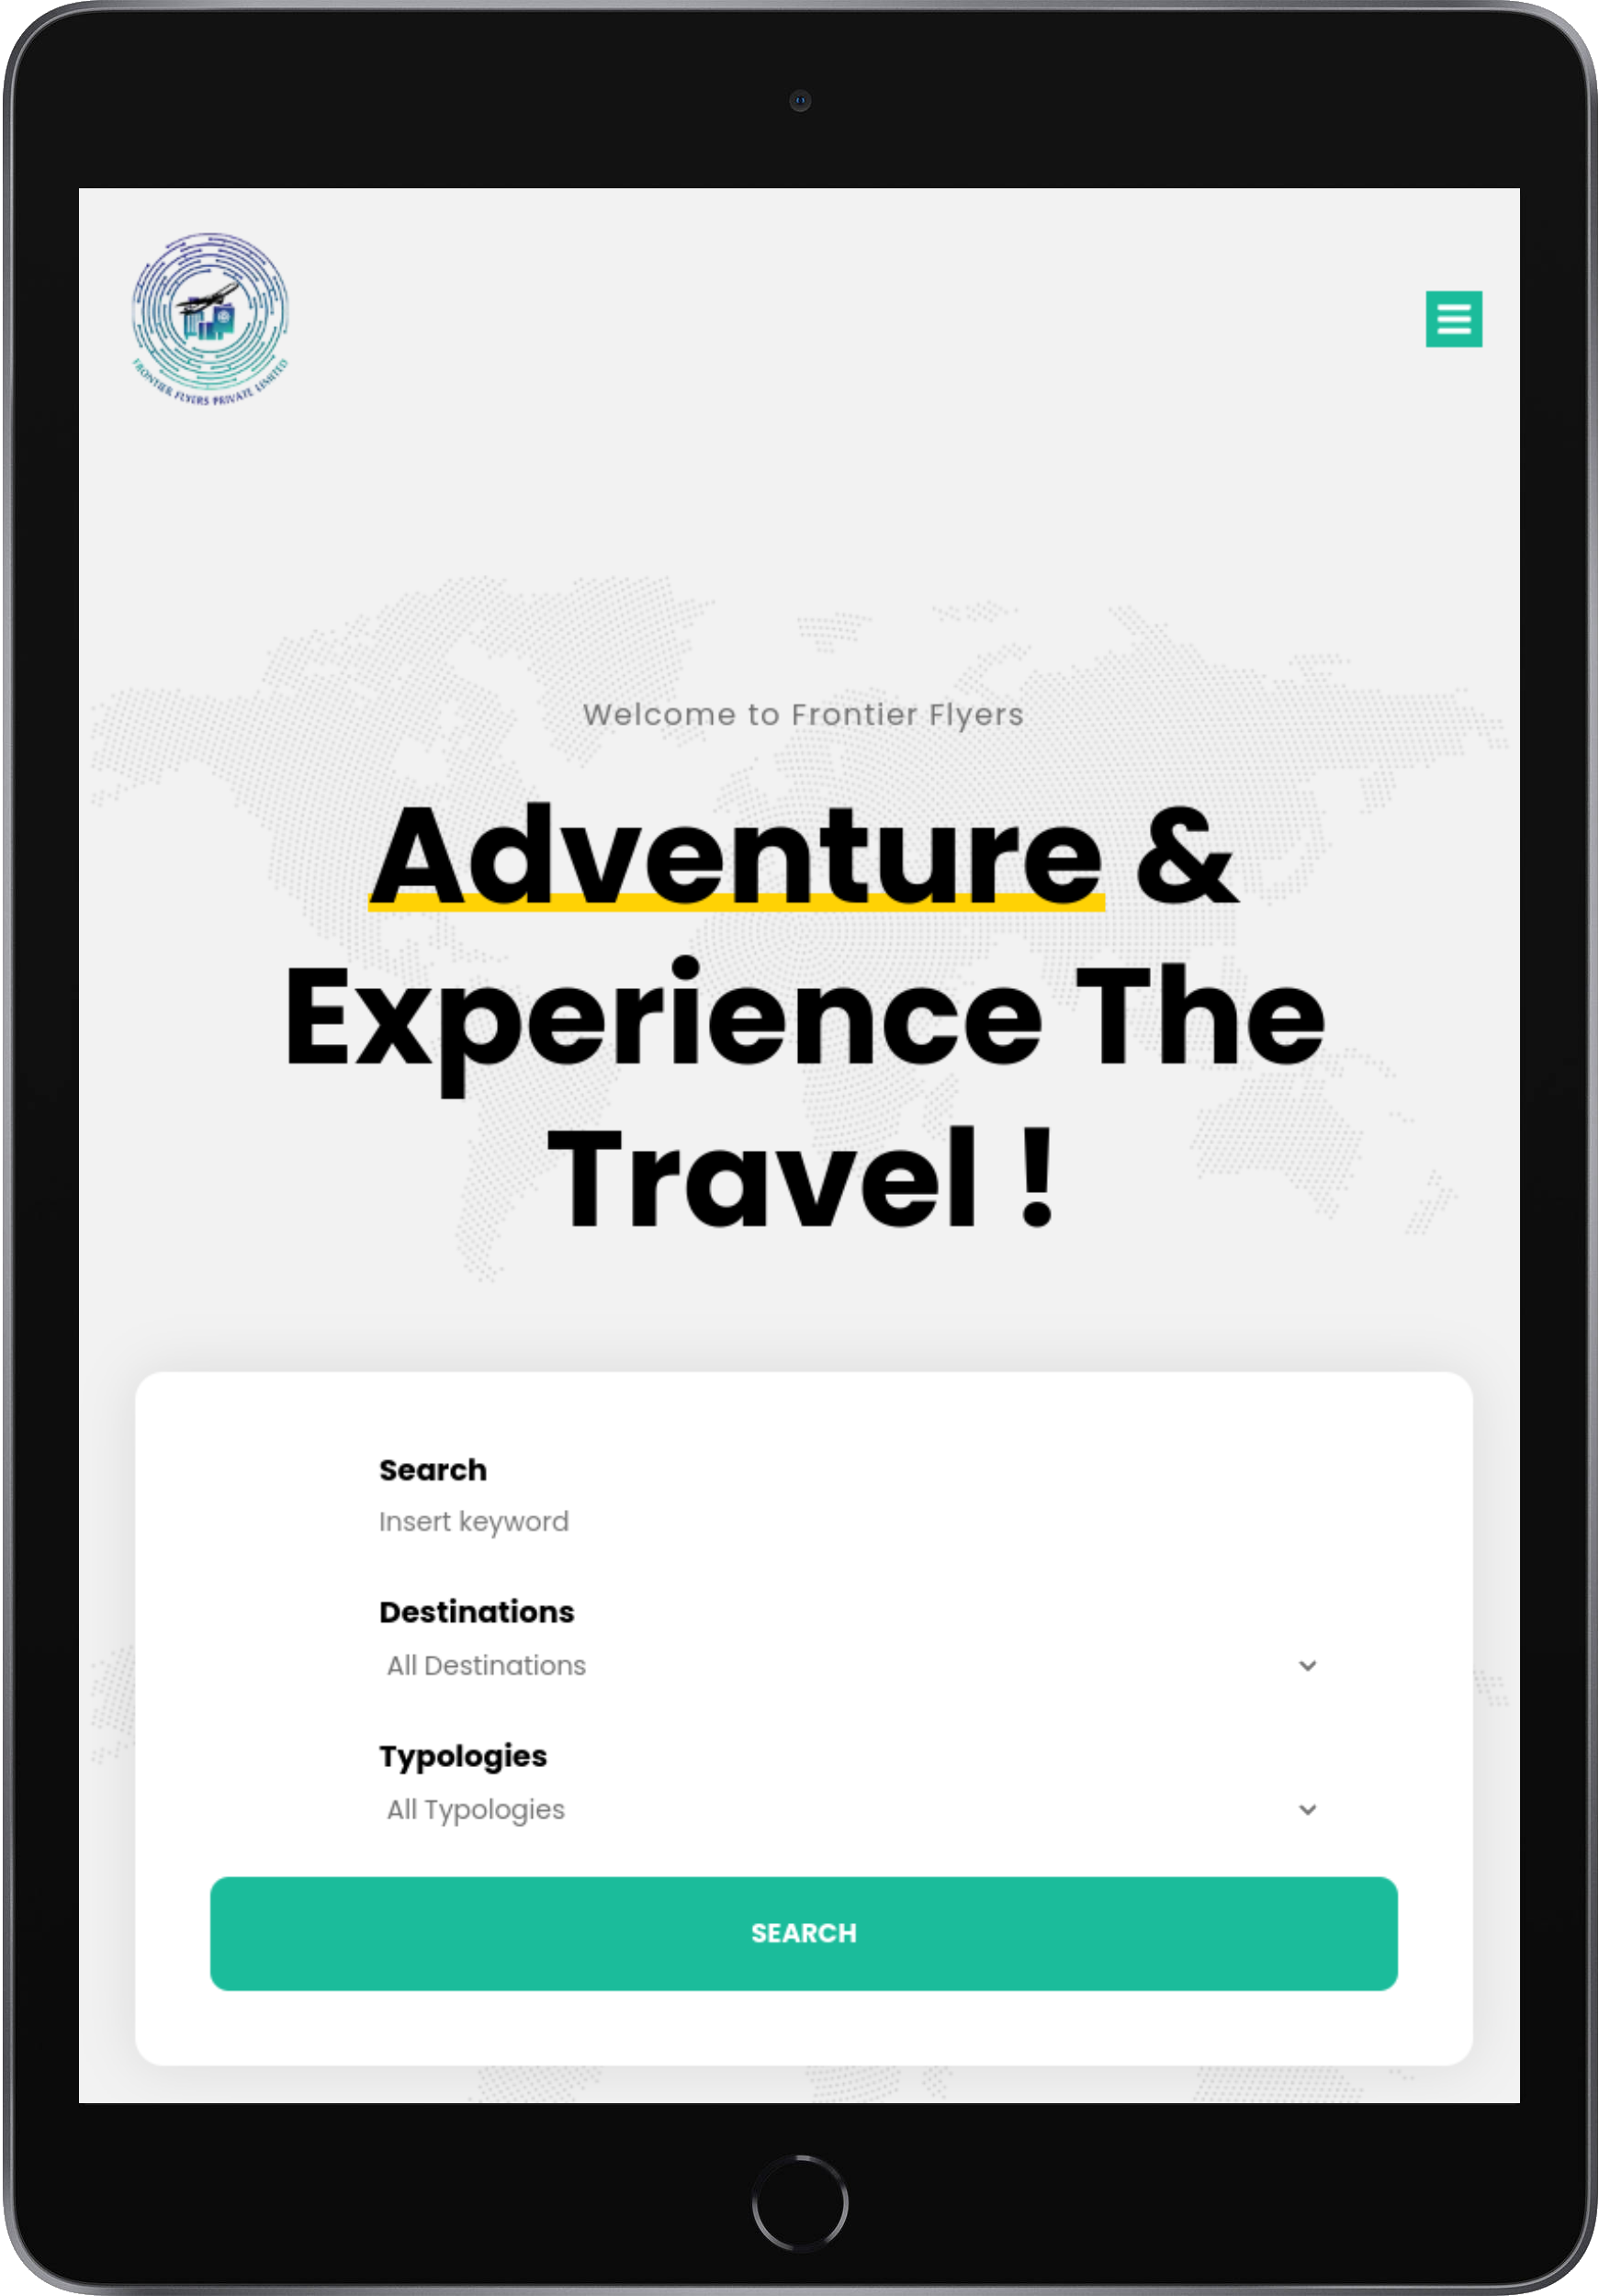 FRONTIER FLYERS PRIVATE LIMITED
Welcome to Frontier Flyers
Adventure &
Experience The
Travel !
Search
Insert keyword
Destinations
All Destinations
Typologies
All Typologies
SEARCH